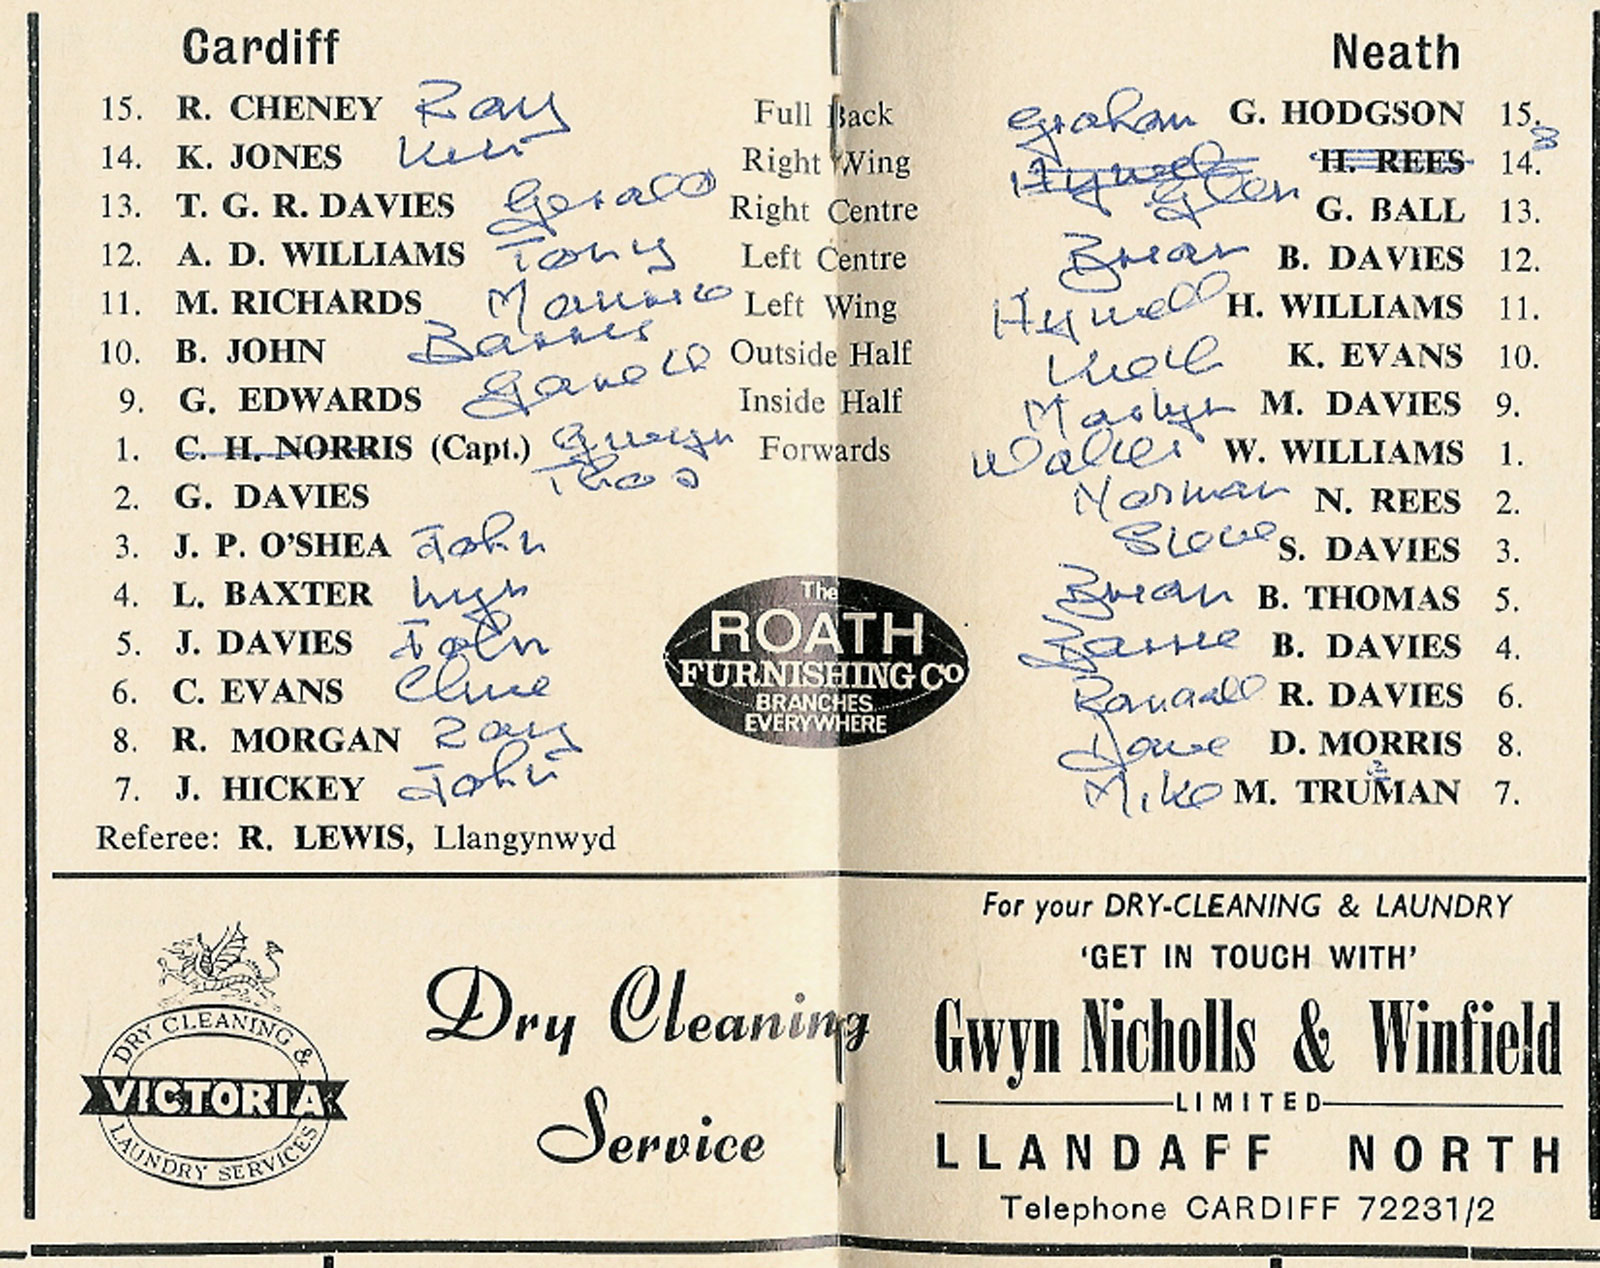 Cardiff Neath
15. R. CHENEY Ray Full Back Graham G. HODGSON 15.
14. K. JONES Keri Right Wing Hywel H. REES 14. 3
13. T. G. R. DAVIES Gerald Right Centre Glen G. BALL 13.
12. A. D. WILLIAMS Tony Left Centre Brian B. DAVIES 12.
11. M. RICHARDS Maurice Left Wing Hywell H. WILLIAMS 11.
10. B. JOHN Barry Outside Half Keith K. EVANS 10.
9. G. EDWARDS Gareth Inside Half Martyn M. DAVIES 9.
1. C. H. NORRIS (Capt.) Forwards Walter W. WILLIAMS 1.
2. G. DAVIES Norman N. REES 2.
3. J. P. O'SHEA John Steve S. DAVIES 3.
4. L. BAXTER Lyn Brian B. THOMAS 5.
5. J. DAVIES John Barrie B. DAVIES 4.
6. C. EVANS Clive R. DAVIES 6.
8. R. MORGAN Ray Dave D. MORRIS 8.
7. J. HICKEY John Mike M. TRUMAN 7.
Referee: R. LEWIS, Llangynwyd
The
ROATH
FURNISHING CO
BRANCHES
EVERYWHERE
DRY CLEANING &
VICTORIA
LAUNDRY SERVICES
Dry Cleaning
Service
For your DRY-CLEANING & LAUNDRY
'GET IN TOUCH WITH'
Gwyn Nicholls & Winfield
LIMITED
LLANDAFF NORTH
Telephone CARDIFF 72231/2